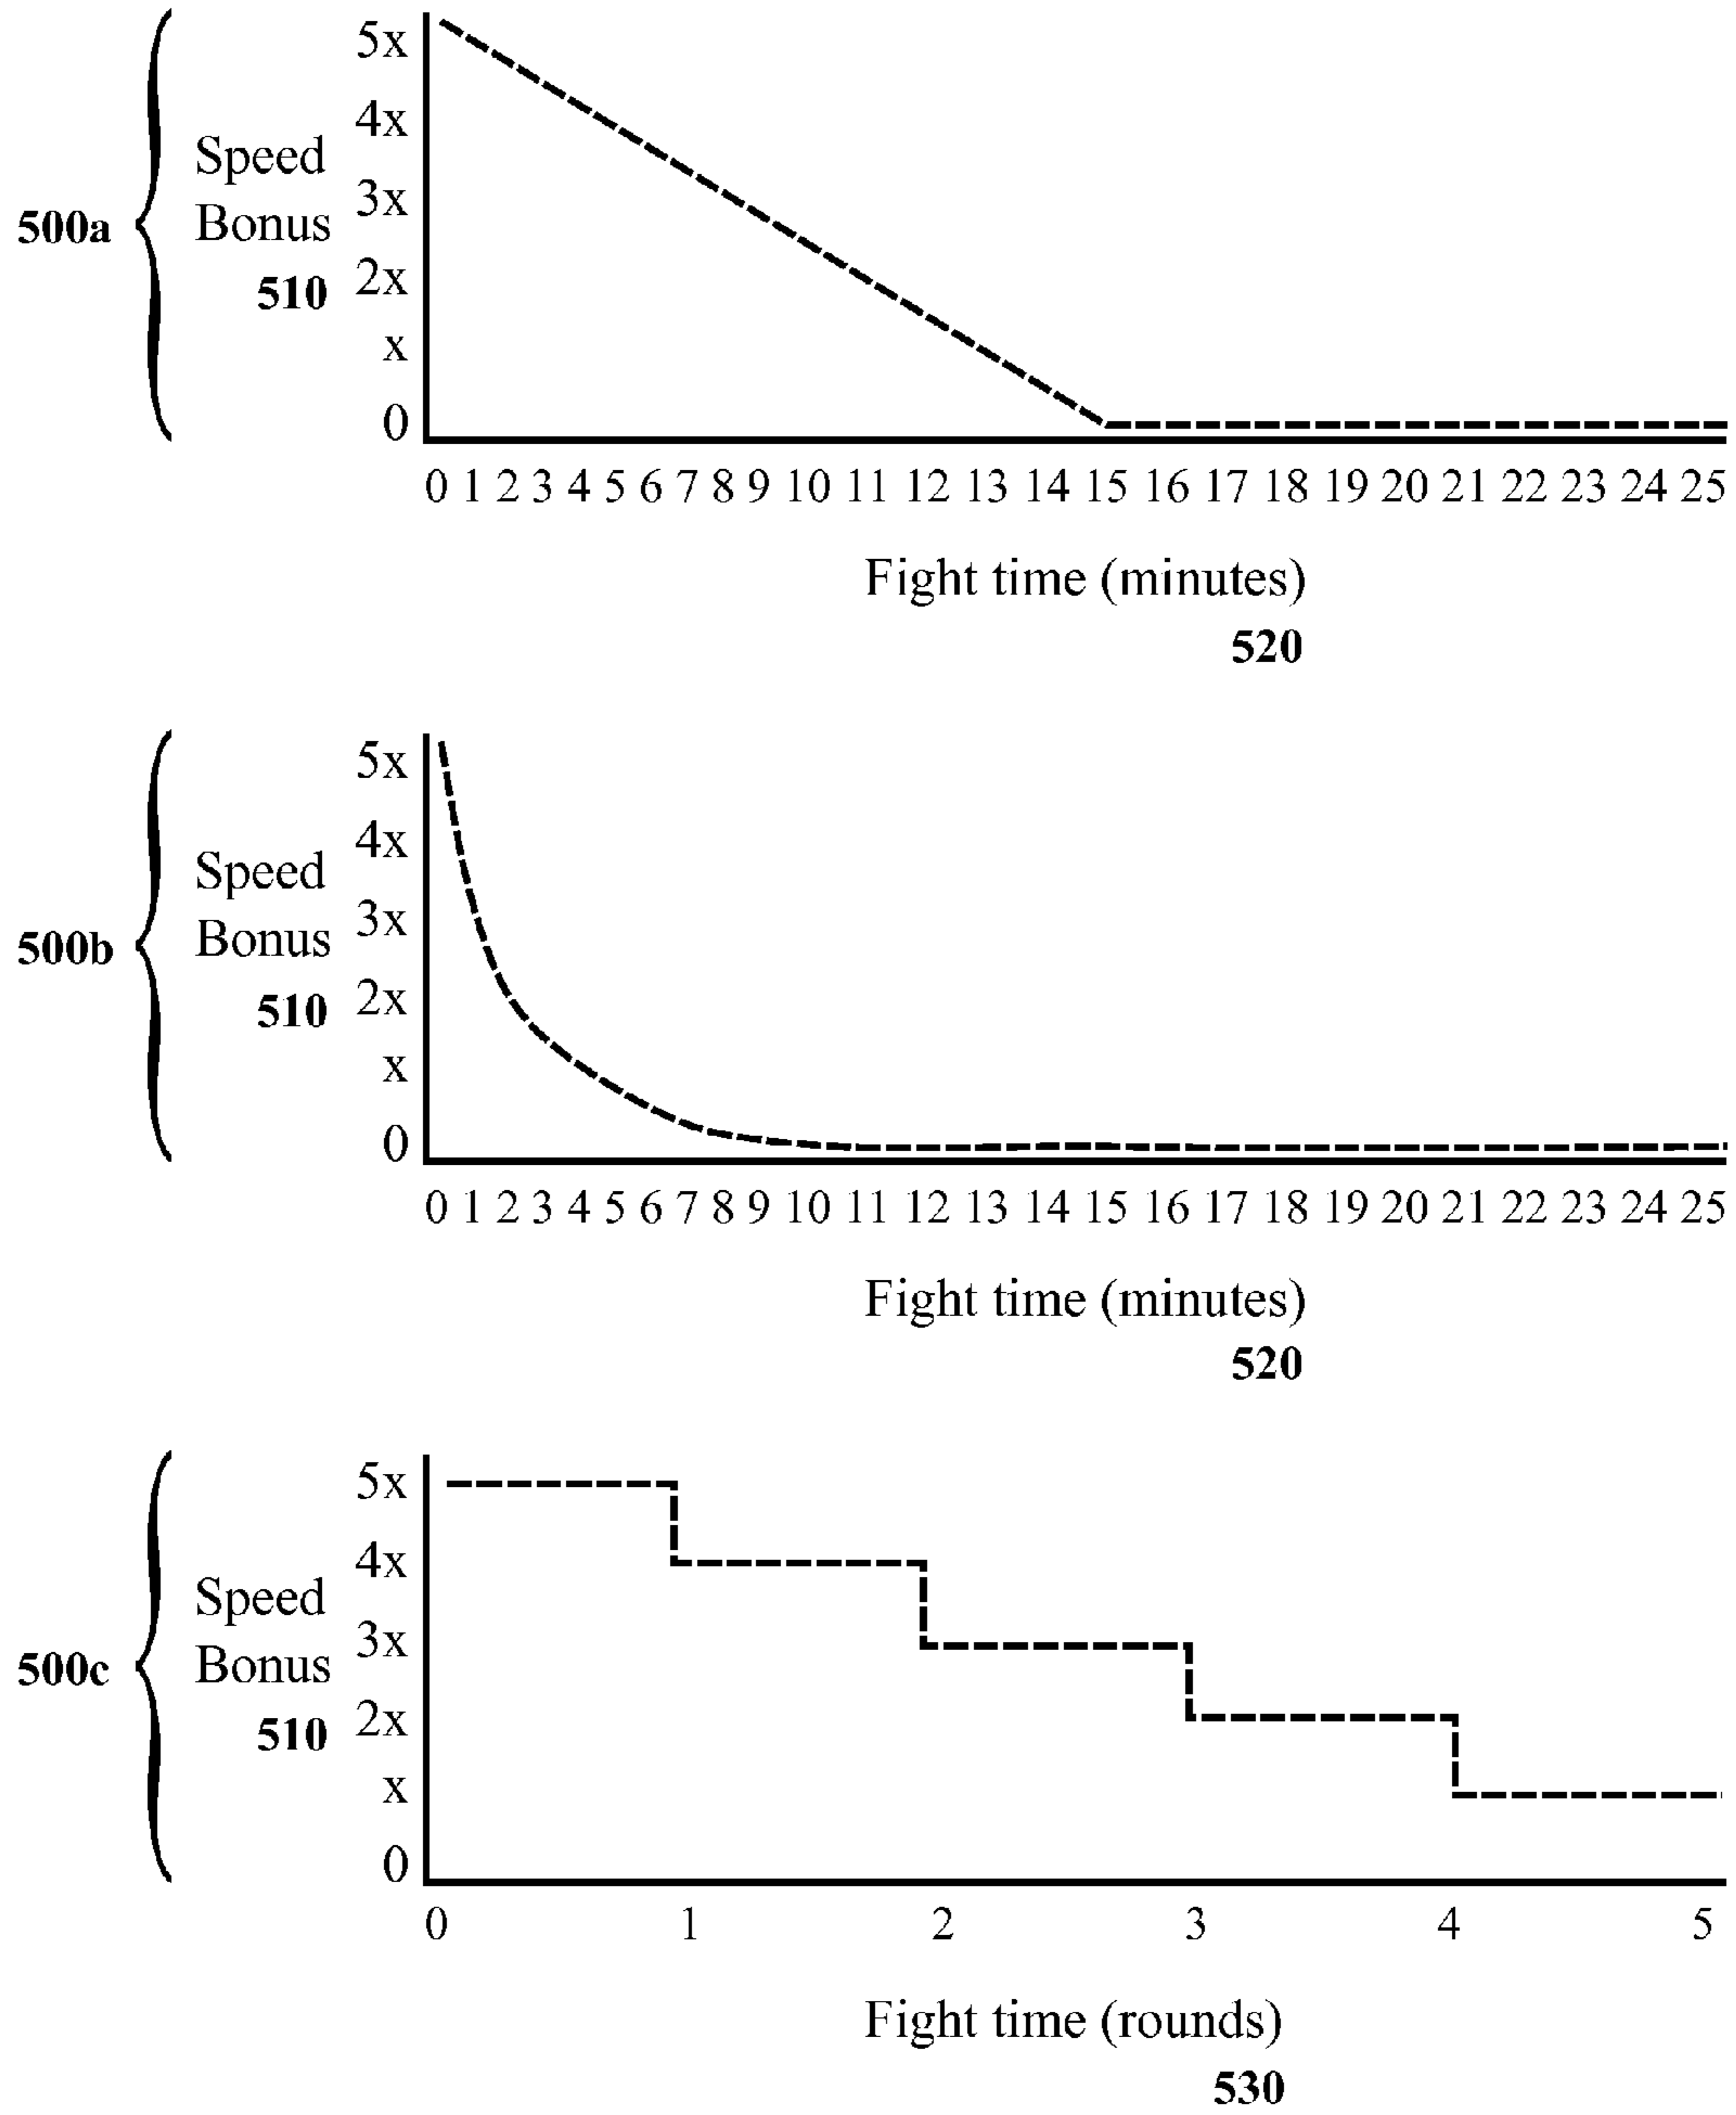 5x
4x
Speed
3x
500a
Bonus
2x
510
x
0
0 1 2 3 4 5 6 7 8 9 10 11 12 13 14 15 16 17 18 19 20 21 22 23 24 25
Fight time (minutes)
520
5x
4x
Speed
3x
500b
Bonus
2x
510
x
0
0 1 2 3 4 5 6 7 8 9 10 11 12 13 14 15 16 17 18 19 20 21 22 23 24 25
Fight time (minutes)
520
5x
4x
Speed
3x
500c
Bonus
2x
510
x
0
0 1 2 3 4 5
Fight time (rounds)
530